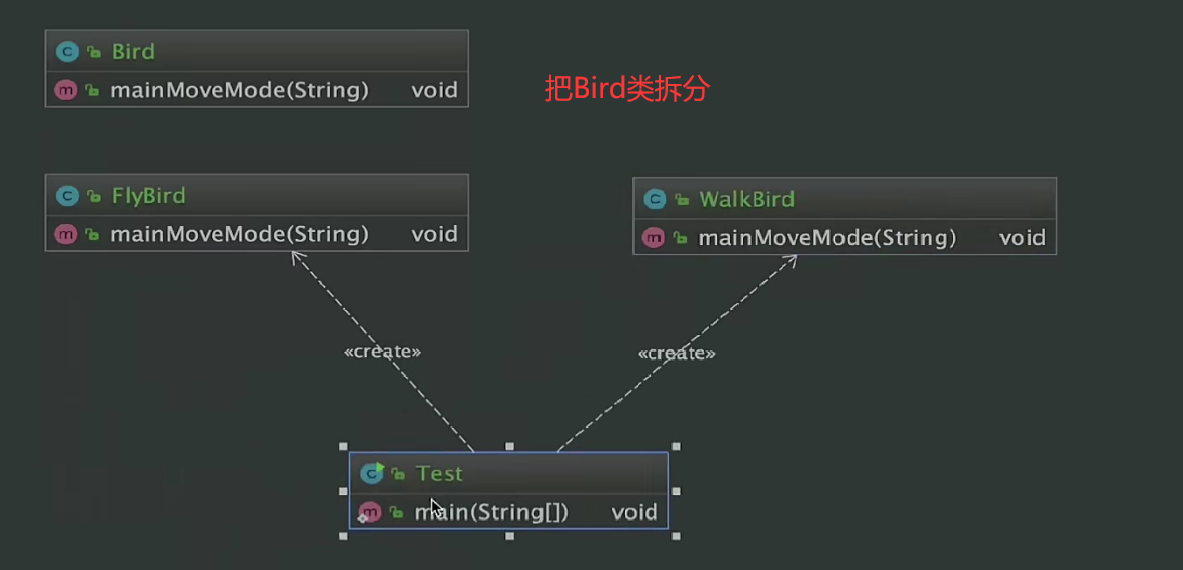 Bird
mainMoveMode(String) void
把Bird类拆分
FlyBird
mainMoveMode(String) void
WalkBird
mainMoveMode(String) void
«create»
«create»
Test
main(String[]) void